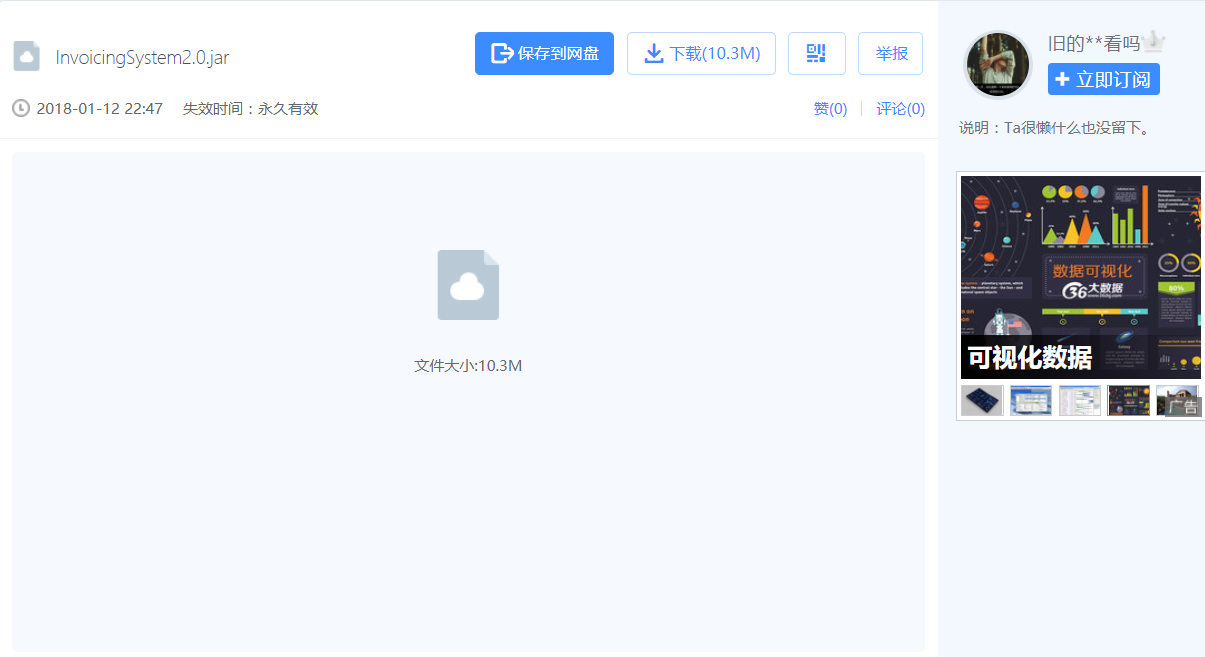 InvoicingSystem2.0.jar
保存到网盘
下载(10.3M)
举报
2018-01-12 22:47 失效时间：永久有效
赞(0)
评论(0)
文件大小:10.3M
旧的**看吗
立即订阅
说明：Ta很懒什么也没留下。
数据可视化
36大数据
80%
可视化数据
广告